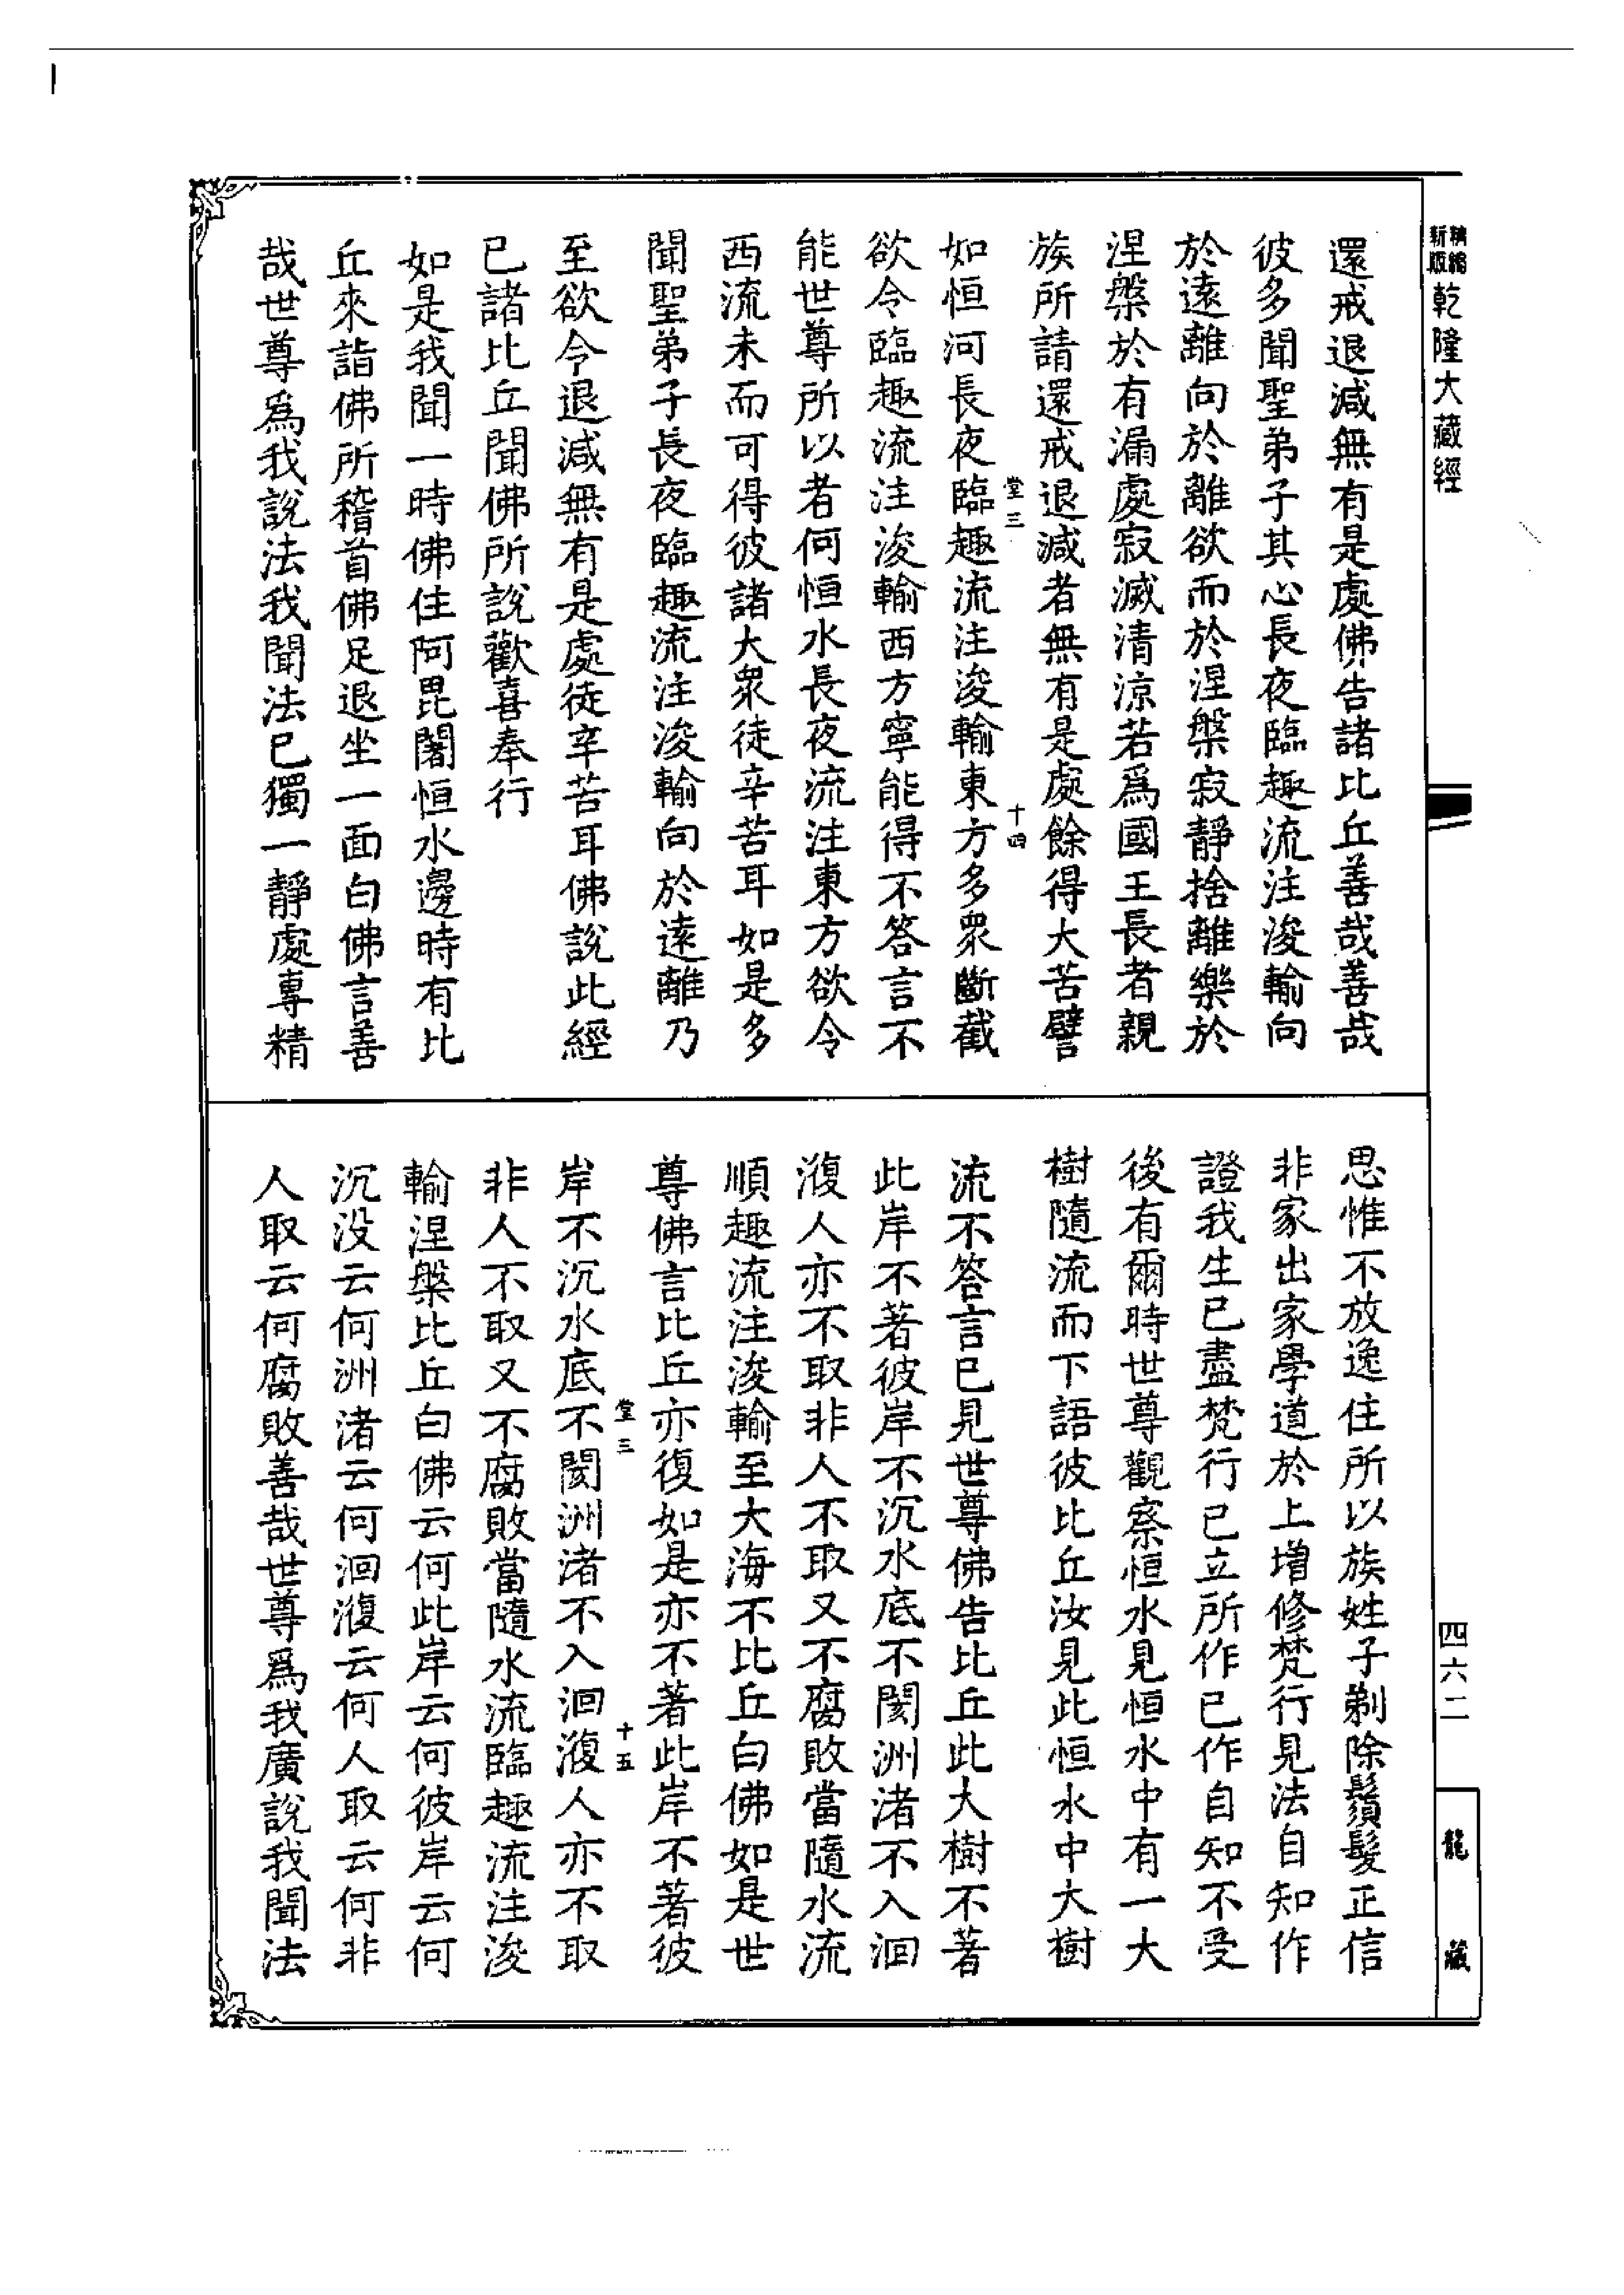 新版
精縮
乾隆大藏經
還戒退減無有是處佛告諸比丘善哉善哉
彼多聞聖弟子其心長夜臨趣流注浚輸向
於遠離向於離欲而於涅槃寂靜捨離樂於
涅槃於有漏處寂滅清涼若爲國王長者親
族所請還戒退減者無有是處餘得大苦譬
堂三
十四
如恒河長夜臨趣流注浚輸東方多衆斷截
欲令臨趣流注浚輸西方寧能得不答言不
能世尊所以者何恒水長夜流注東方欲令
西流未而可得彼諸大衆徒辛苦耳如是多
聞聖弟子長夜臨趣流注浚輸向於遠離乃
至欲令退減無有是處徒辛苦耳佛說此經
已諸比丘聞佛所說歡喜奉行
如是我聞一時佛住阿毘闍恒水邊時有比
丘來詣佛所稽首佛足退坐一面白佛言善
哉世尊爲我說法我聞法已獨一靜處專精
思惟不放逸住所以族姓子剃除鬚髮正信
非家出家學道於上增修梵行見法自知作
證我生已盡梵行已立所作已作自知不受
後有爾時世尊觀察恒水見恒水中有一大
樹隨流而下語彼比丘汝見此恒水中大樹
流不答言已見世尊佛告比丘此大樹不著
此岸不著彼岸不沉水底不閡洲渚不入洄
澓人亦不取非人不取又不腐敗當隨水流
順趣流注浚輸至大海不比丘白佛如是世
尊佛言比丘亦復如是亦不著此岸不著彼
堂三
十五
岸不沉水底不閡洲渚不入洄澓人亦不取
非人不取又不腐敗當隨水流臨趣流注浚
輸涅槃比丘白佛云何此岸云何彼岸云何
沉没云何洲渚云何洄澓云何人取云何非
人取云何腐敗善哉世尊爲我廣說我聞法
四六二
龍藏